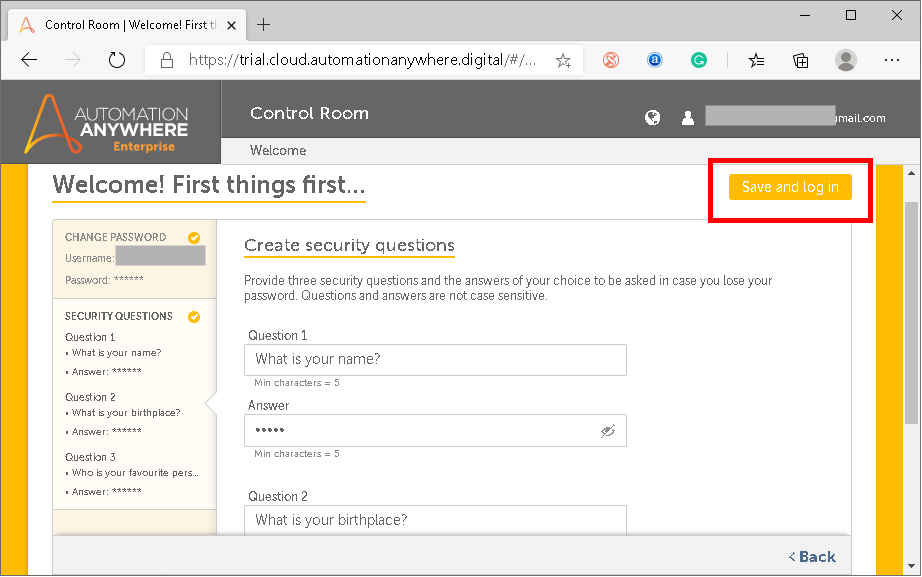 Control Room | Welcome! First th
https://trial.cloud.automationanywhere.digital/#/...
AUTOMATION
ANYWHERE
Enterprise
Control Room
gmail.com
Welcome
Welcome! First things first...
Save and log in
CHANGE PASSWORD
Username:
Password: ******
SECURITY QUESTIONS
Question 1
• What is your name?
• Answer: ******
Question 2
• What is your birthplace?
• Answer: ******
Question 3
• Who is your favourite pers...
• Answer: ******
Create security questions
Provide three security questions and the answers of your choice to be asked in case you lose your
password. Questions and answers are not case sensitive.
Question 1
What is your name?
Min characters = 5
Answer
•••••
Min characters = 5
Question 2
What is your birthplace?
Back